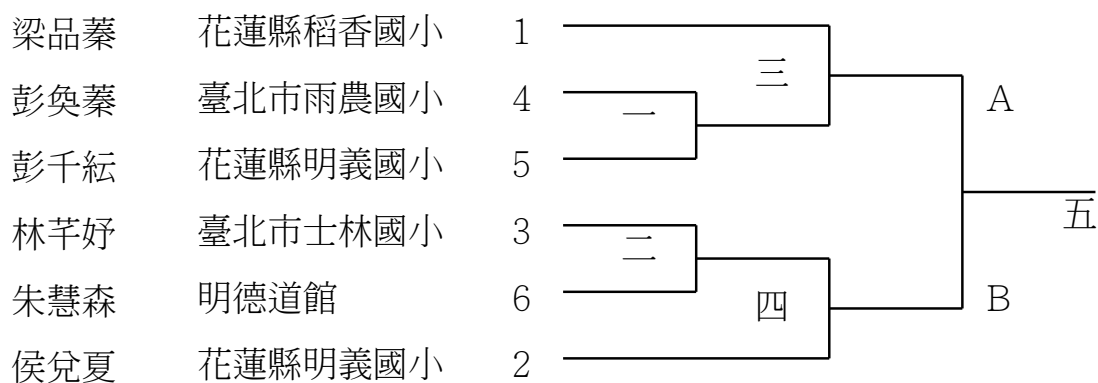 梁品蓁 花蓮縣稻香國小 1
三
彭奐蓁 臺北市雨農國小 4 A
一
彭千紜 花蓮縣明義國小 5
五
林芊妤 臺北市士林國小 3
二
朱慧森 明德道館 6 四 B
侯兌夏 花蓮縣明義國小 2